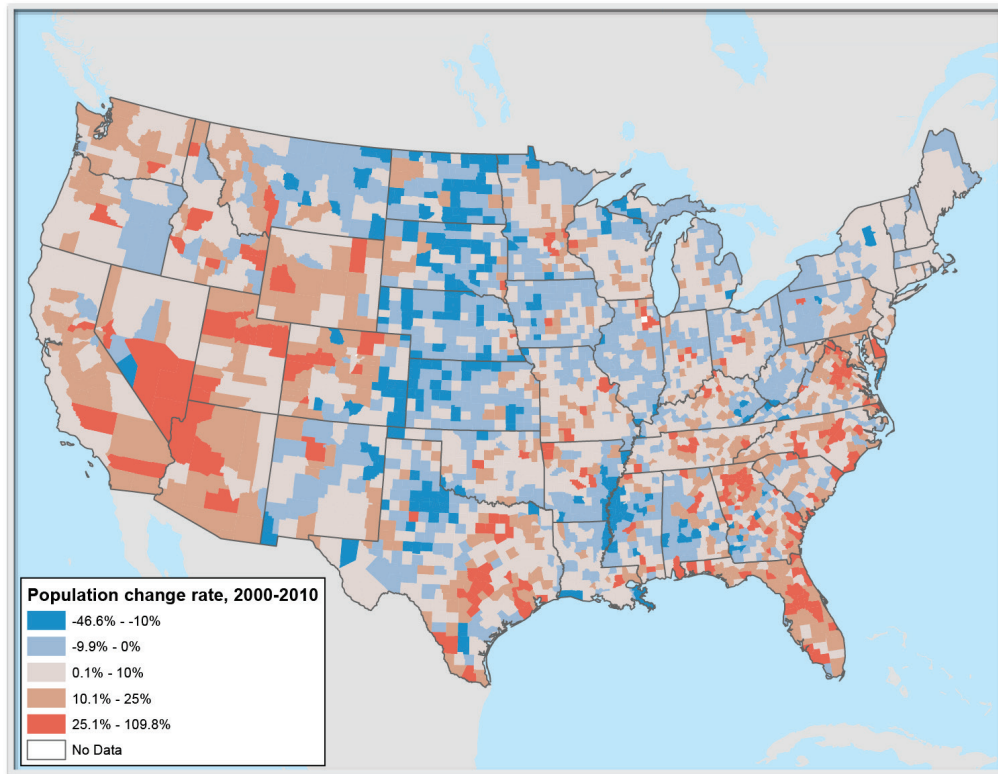 Population change rate, 2000-2010
-46.6% - -10%
-9.9% - 0%
0.1% - 10%
10.1% - 25%
25.1% - 109.8%
No Data